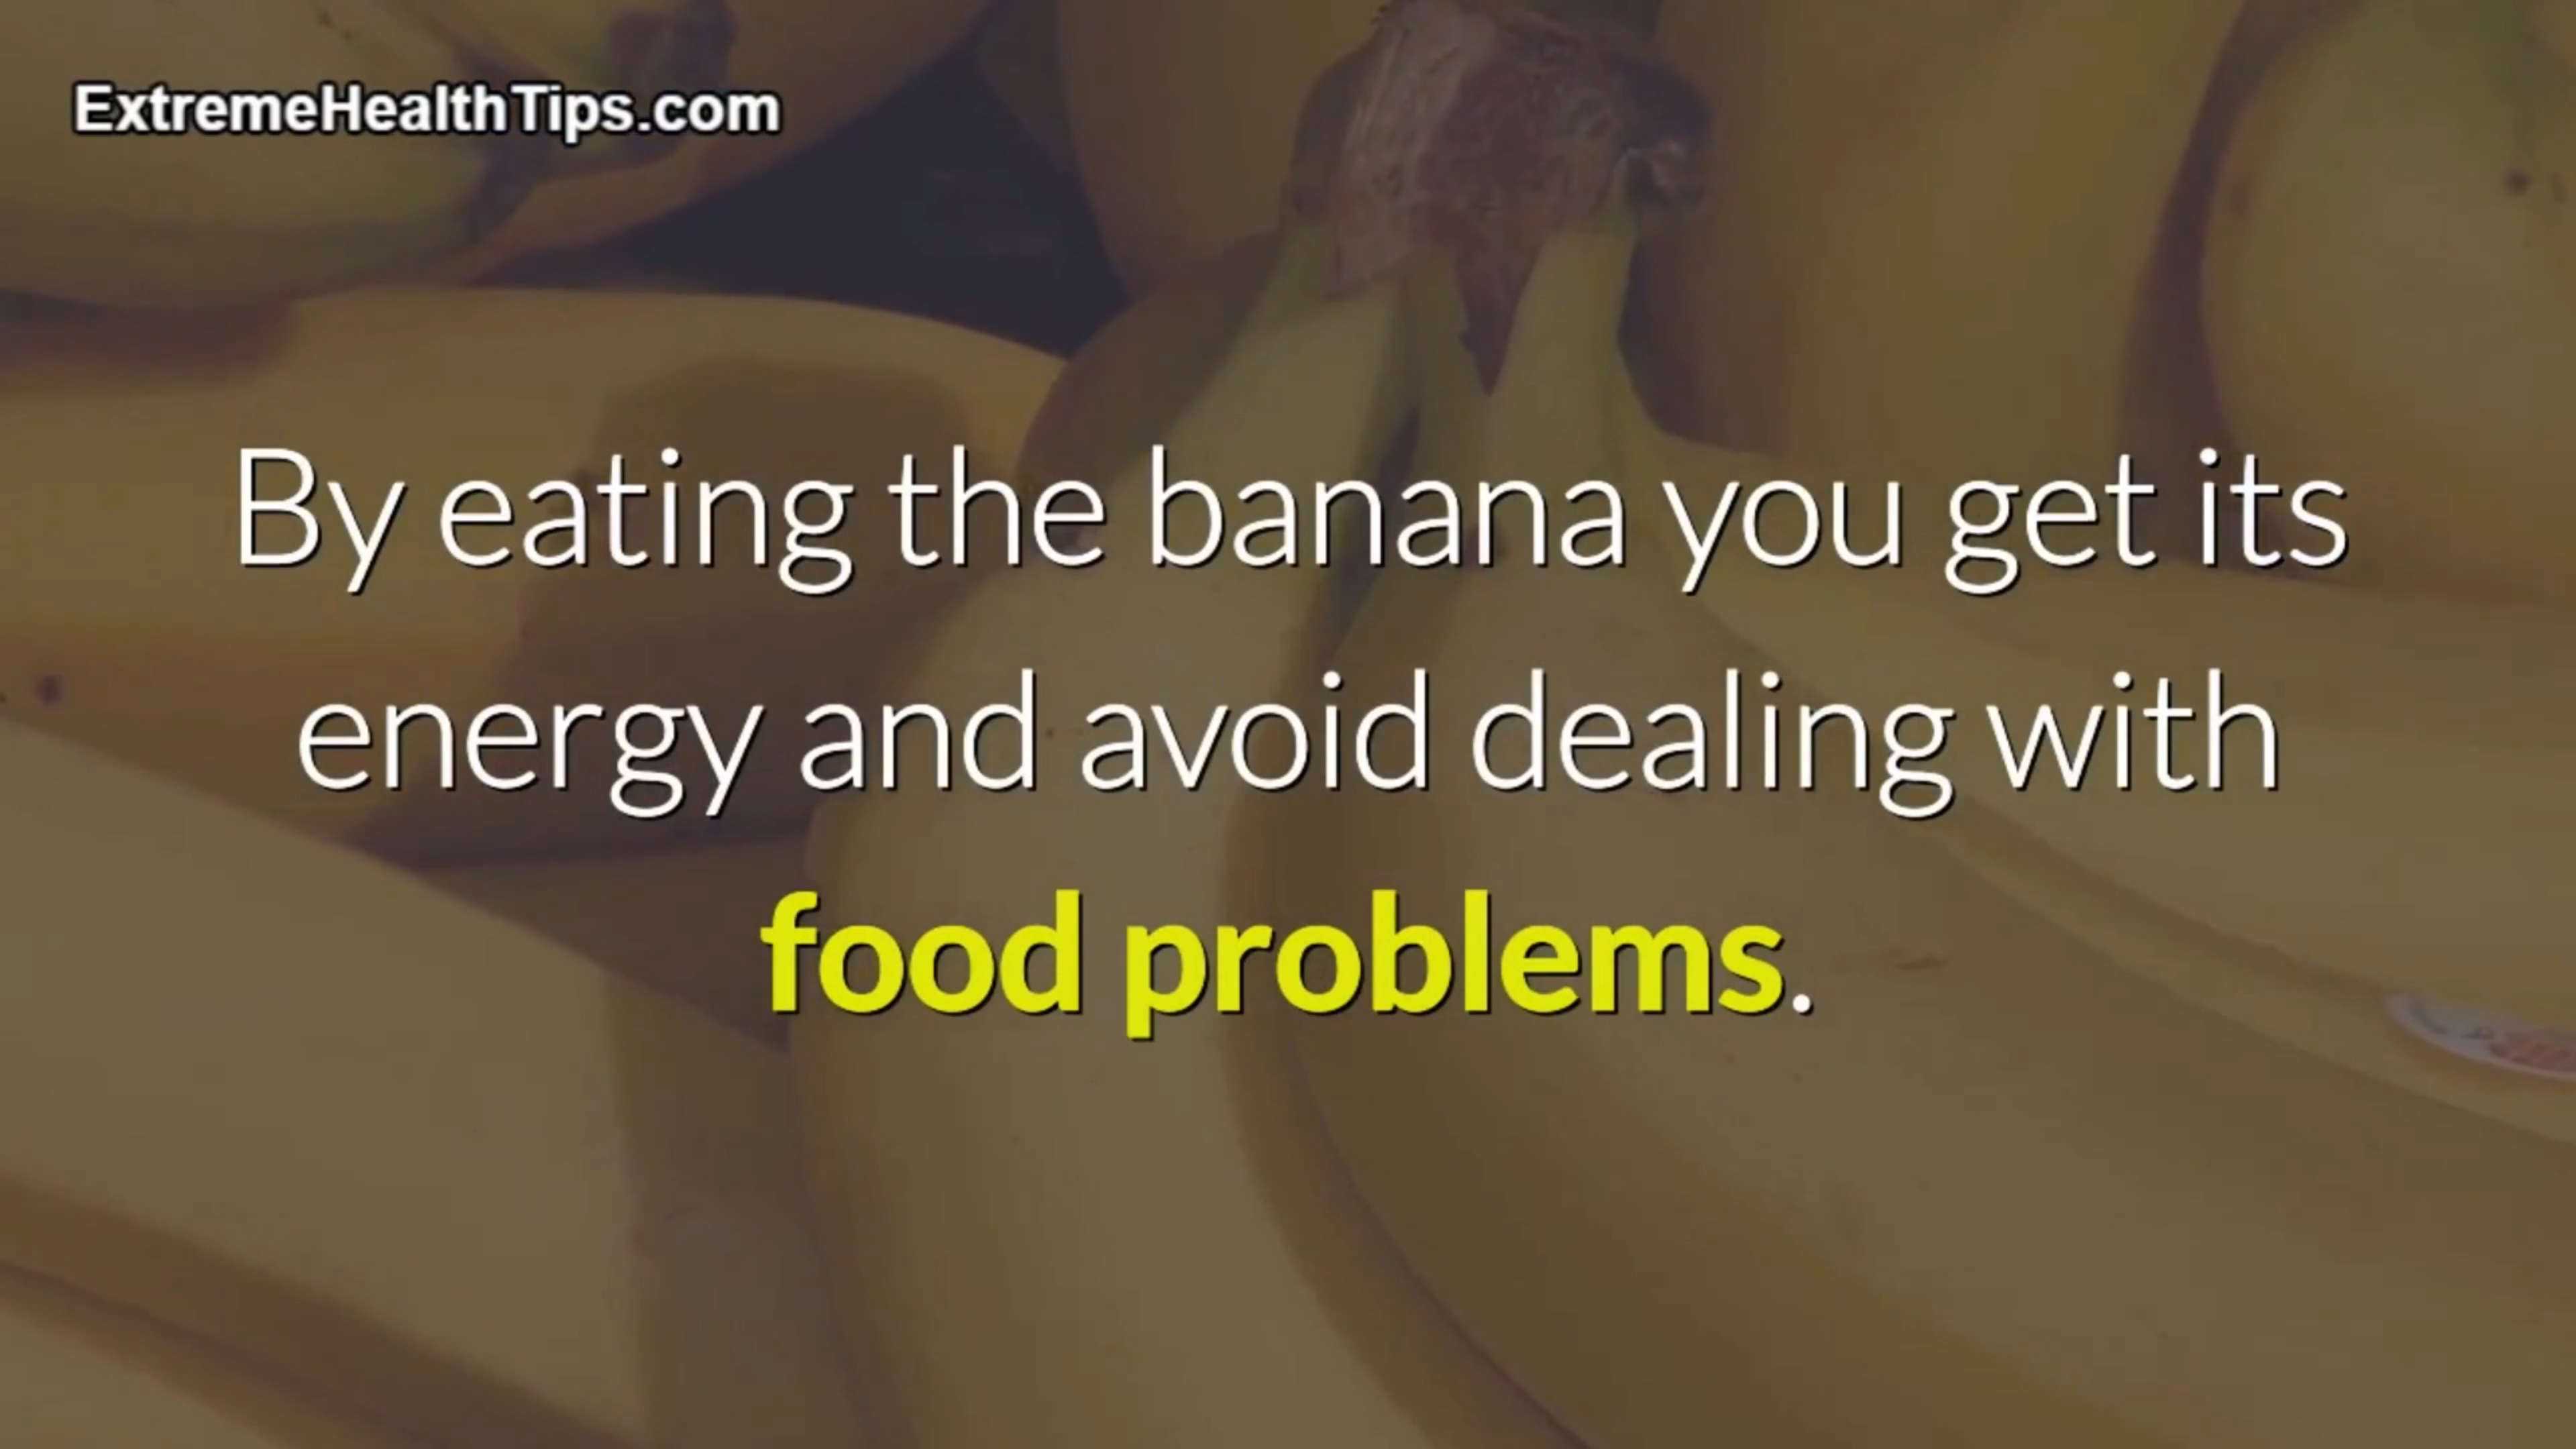 ExtremeHealthTips.com
By eating the banana you get its
energy and avoid dealing with
food problems.